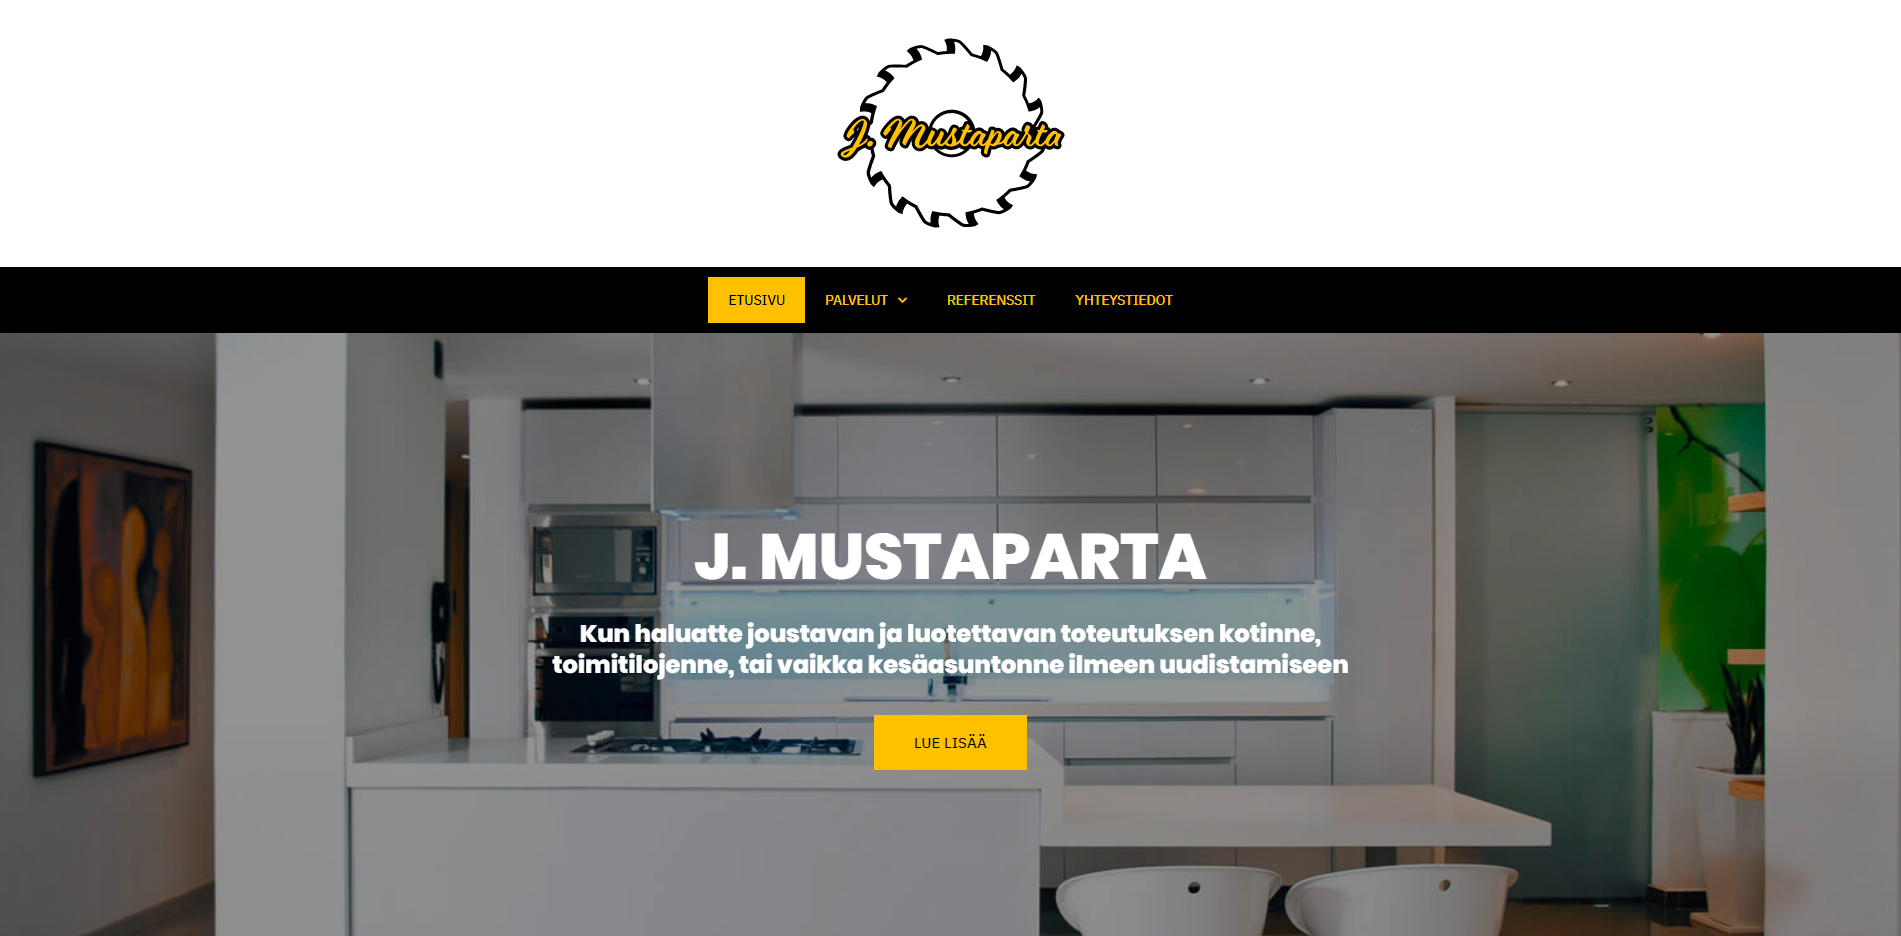 J. Mustaparta
ETUSIVU
PALVELUT
REFERENSSIT
YHTEYSTIEDOT
J. MUSTAPARTA
Kun haluatte joustavan ja luotettavan toteutuksen kotinne,
toimitilojenne, tai vaikka kesäasuntonne ilmeen uudistamiseen
LUE LISÄÄ